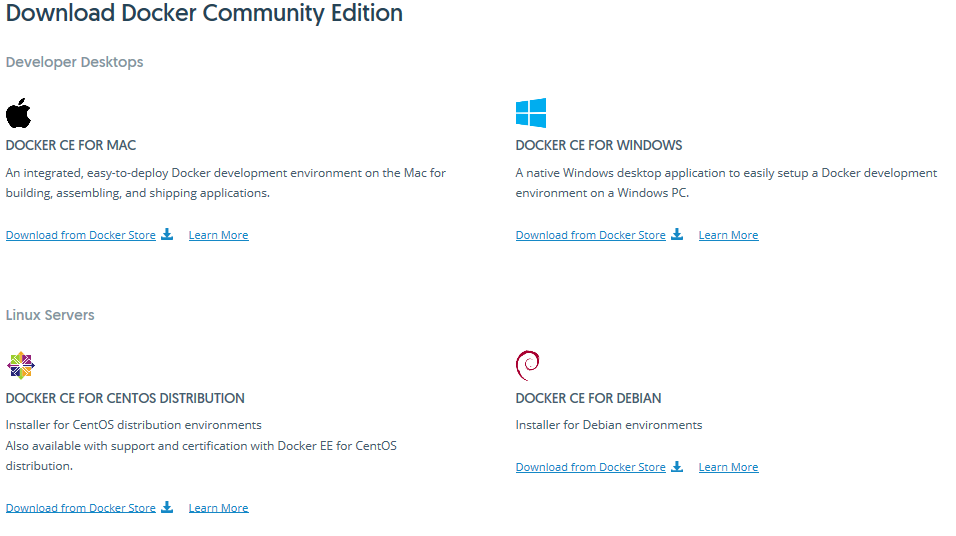 Download Docker Community Edition
Developer Desktops
DOCKER CE FOR MAC
An integrated, easy-to-deploy Docker development environment on the Mac for
building, assembling, and shipping applications.
Download from Docker Store Learn More
DOCKER CE FOR WINDOWS
A native Windows desktop application to easily setup a Docker development
environment on a Windows PC.
Download from Docker Store Learn More
Linux Servers
DOCKER CE FOR CENTOS DISTRIBUTION
Installer for CentOS distribution environments
Also available with support and certification with Docker EE for CentOS
distribution.
Download from Docker Store Learn More
DOCKER CE FOR DEBIAN
Installer for Debian environments
Download from Docker Store Learn More